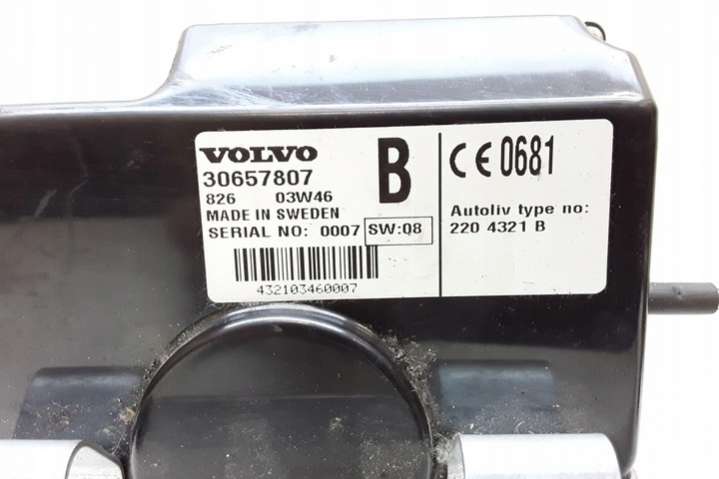 VOLVO
30657807
826 03W46
MADE IN SWEDEN
SERIAL NO: 0007 SW:08
432103460007
B
CE 0681
Autoliv type no:
220 4321 B